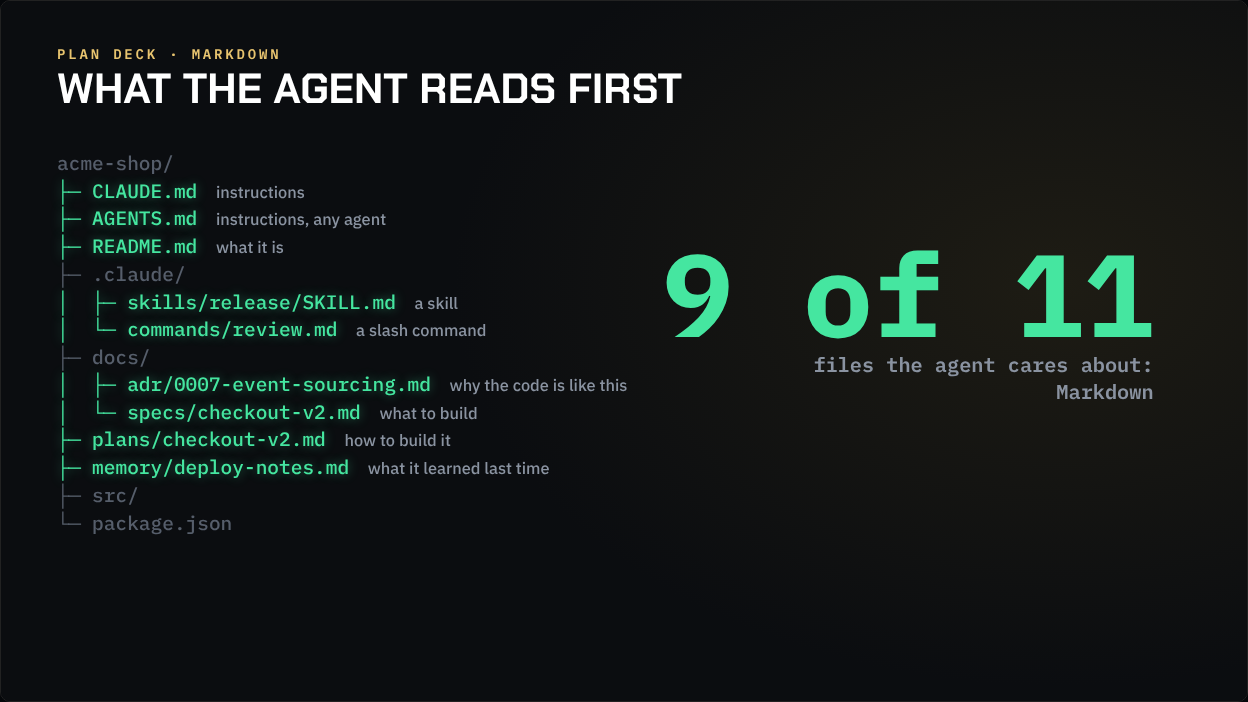 PLAN DECK · MARKDOWN
WHAT THE AGENT READS FIRST
acme-shop/
├─ CLAUDE.md instructions
├─ AGENTS.md instructions, any agent
├─ README.md what it is
├─ .claude/
│  ├─ skills/release/SKILL.md a skill
│  └─ commands/review.md a slash command
├─ docs/
│  ├─ adr/0007-event-sourcing.md why the code is like this
│  └─ specs/checkout-v2.md what to build
├─ plans/checkout-v2.md how to build it
├─ memory/deploy-notes.md what it learned last time
├─ src/
└─ package.json
9 of 11
files the agent cares about:
Markdown